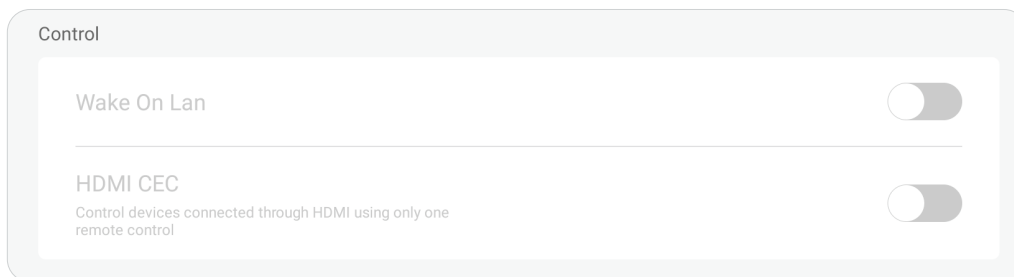 Control
Wake On Lan
HDMI CEC
Control devices connected through HDMI using only one
remote control